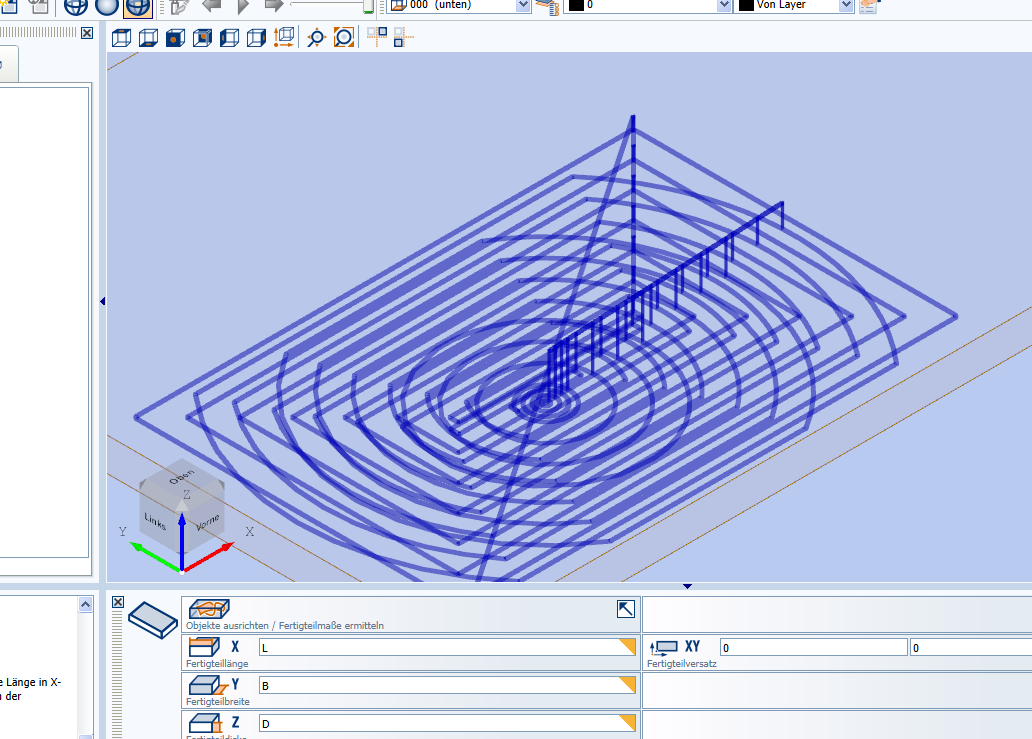 000 (unten)
0
Von Layer
Oben
Z
Links
Vorne
Y
X
Objekte ausrichten / Fertigteilmaße ermitteln
X
L
XY
0
0
Fertigteillänge
Fertigteilversatz
e Länge in X-
der
Y
B
Fertigteilbreite
Z
D
Fertigteildicke